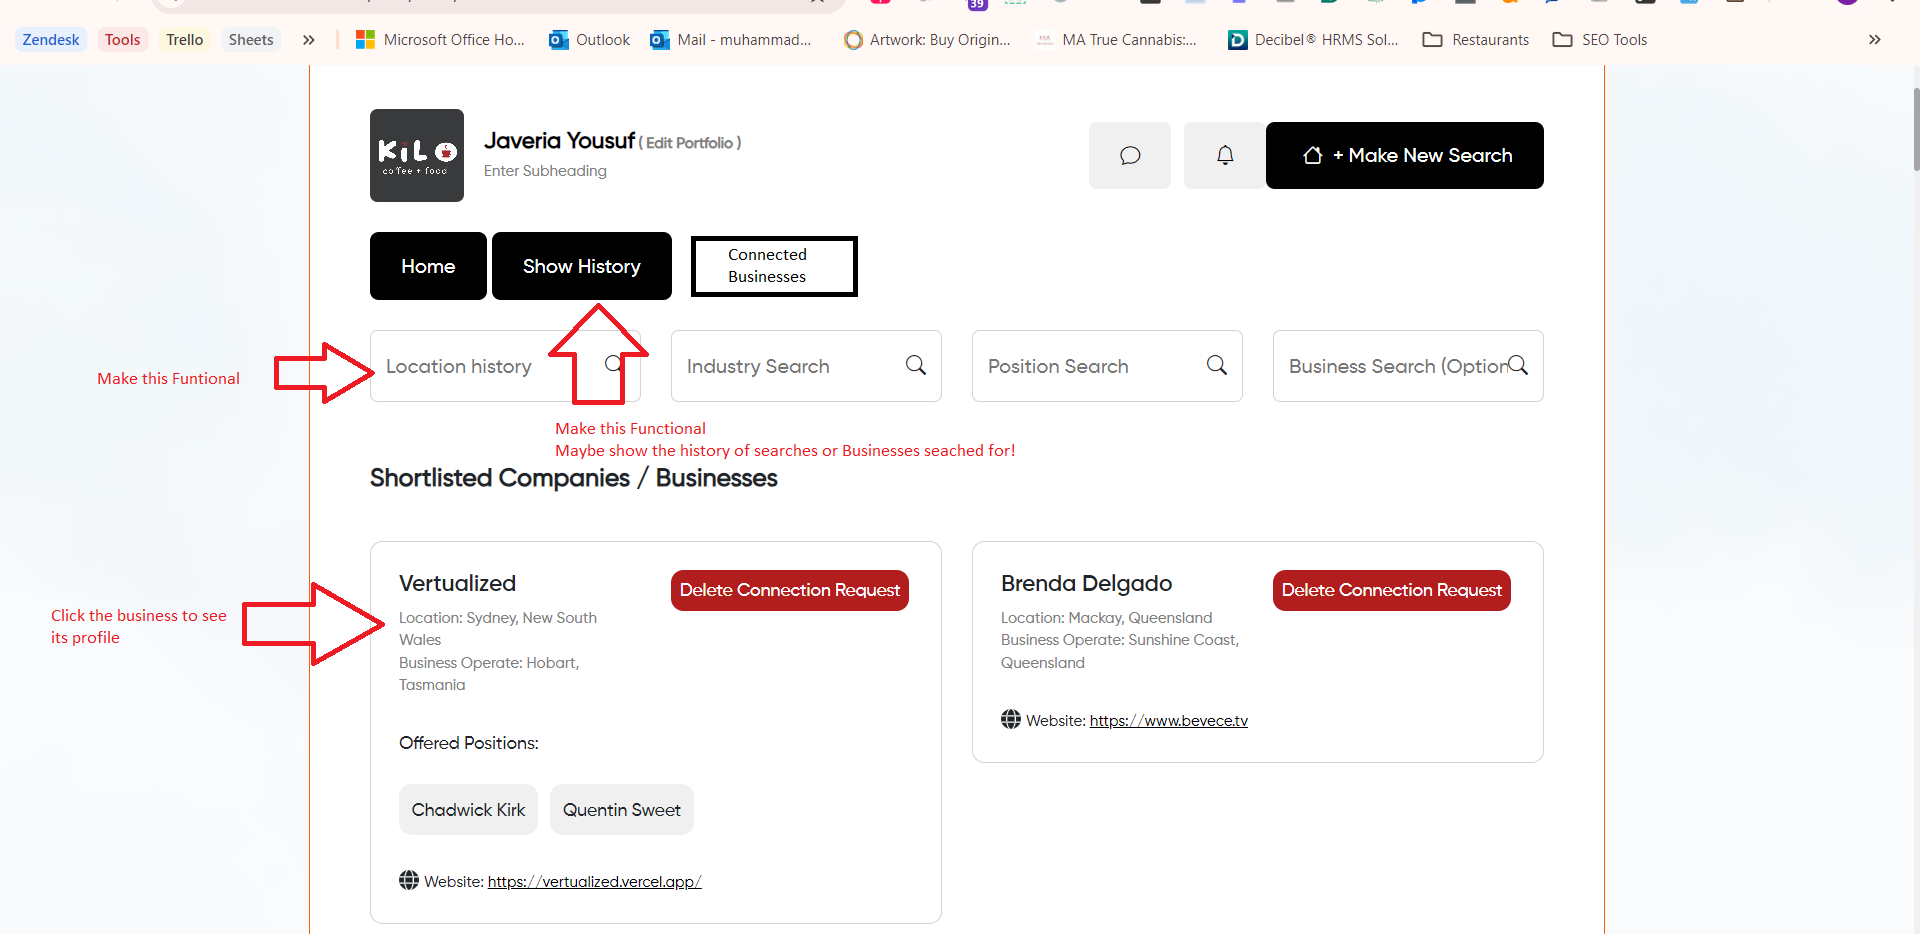 39
Zendesk Tools Trello Sheets » Microsoft Office Ho... Outlook Mail - muhammad... Artwork: Buy Origin... MA True Cannabis:... Decibel® HRMS Sol... Restaurants SEO Tools »
KiLO
coffee + food
Javeria Yousuf ( Edit Portfolio )
Enter Subheading
+ Make New Search
Home
Show History
Connected
Businesses
Location history
Industry Search
Position Search
Business Search (Option
Make this Funtional
Make this Functional
Maybe show the history of searches or Businesses seached for!
Shortlisted Companies / Businesses
Click the business to see
its profile
Vertualized
Delete Connection Request
Location: Sydney, New South
Wales
Business Operate: Hobart,
Tasmania
Offered Positions:
Chadwick Kirk
Quentin Sweet
Website: https://vertualized.vercel.app/
Brenda Delgado
Delete Connection Request
Location: Mackay, Queensland
Business Operate: Sunshine Coast,
Queensland
Website: https://www.bevece.tv